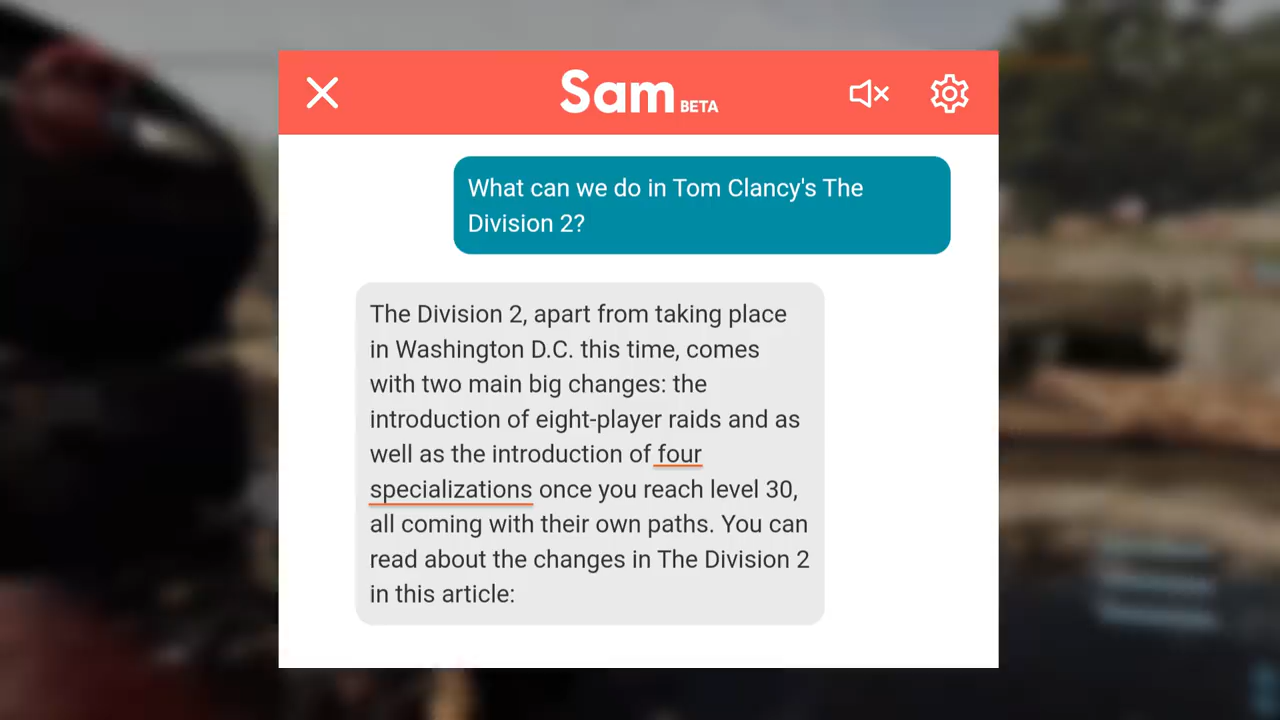 Sam BETA
What can we do in Tom Clancy's The
Division 2?
The Division 2, apart from taking place
in Washington D.C. this time, comes
with two main big changes: the
introduction of eight-player raids and as
well as the introduction of four
specializations once you reach level 30,
all coming with their own paths. You can
read about the changes in The Division 2
in this article: